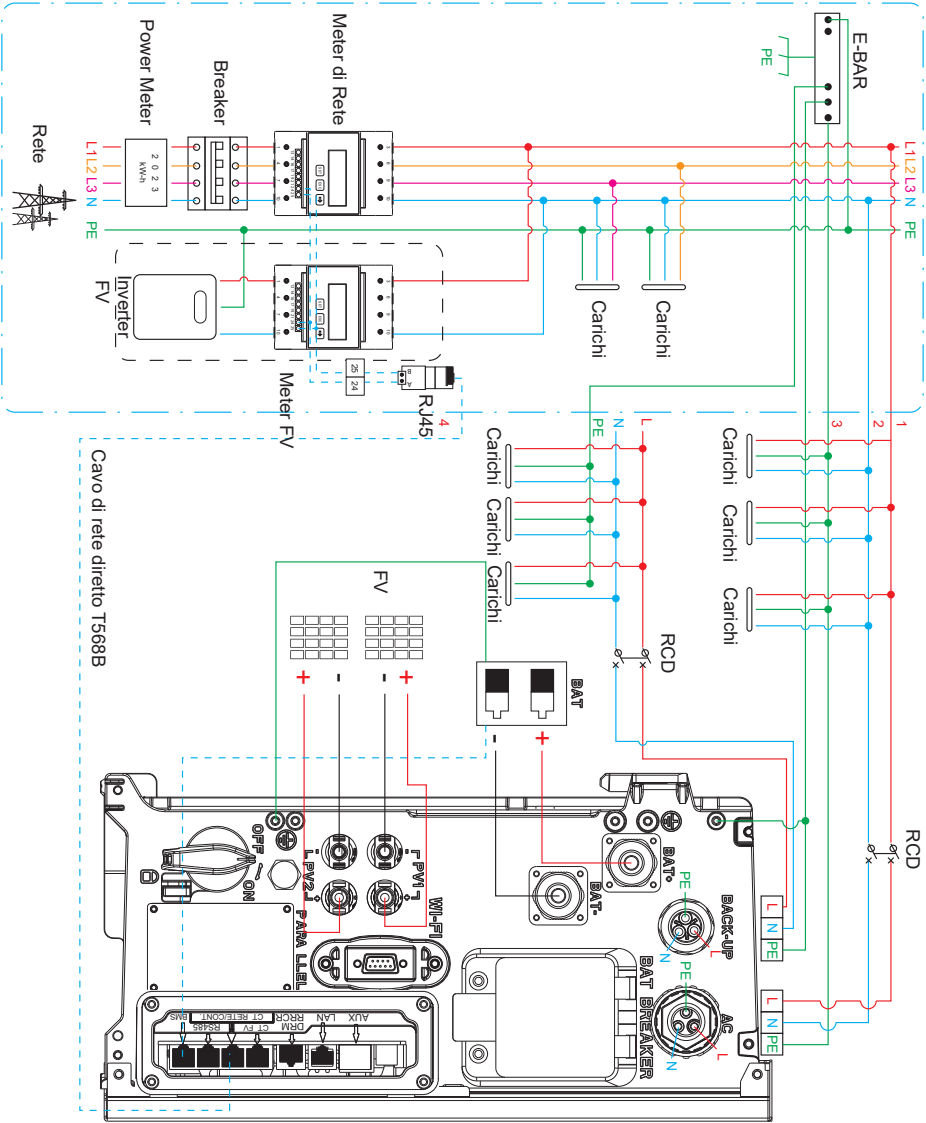 Rete
Power Meter
Breaker
Meter di Rete
L1
L2
L3
N
PE
2 0 2 3
kW-h
E-BAR
PE
L1
L2
L3
N
PE
Inverter
FV
Meter FV
Carichi
Carichi
25
24
B
A
RJ45
4
3
2
1
L
N
PE
Carichi
Carichi
Carichi
Carichi
Carichi
Carichi
Cavo di rete diretto T568B
FV
+
-
-
+
BAT
-
+
RCD
RCD
OFF
ON
PV2
PV1
-
+
-
+
BAT+
BAT-
WI-FI
PARA LLEL
BACK-UP
PE
N
L
BAT BREAKER
AC
PE
N
L
L
N
PE
L
N
PE
BMS
RS485
CT RETE/CONT.
CT FV
RRCR
DRM
LAN
AUX